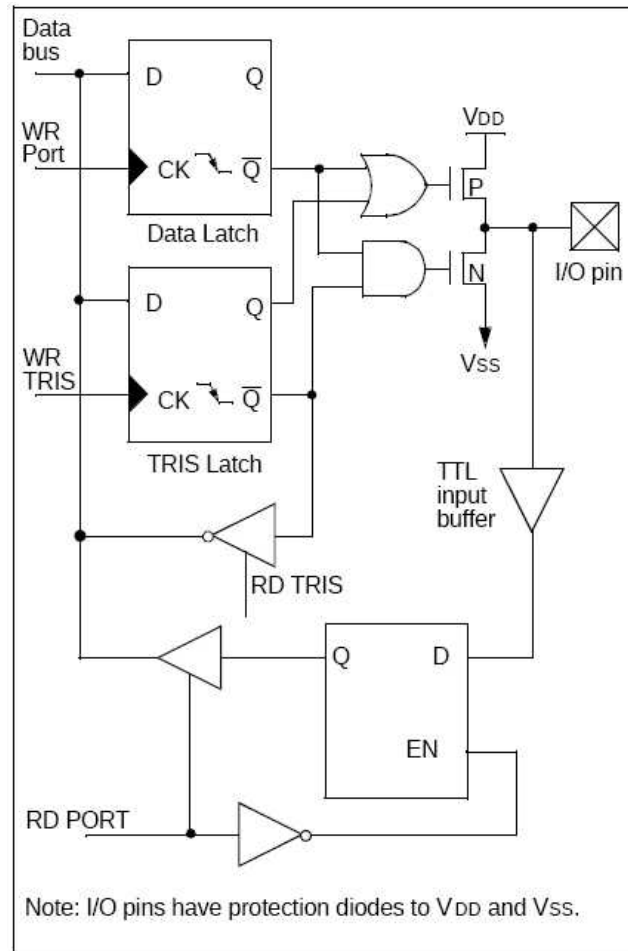 Data
bus
D
Q
VDD
WR
Port
CK
Q
P
Data Latch
N
I/O pin
D
Q
WR
TRIS
VSS
CK
Q
TRIS Latch
TTL
input
buffer
RD TRIS
Q
D
EN
RD PORT
Note: I/O pins have protection diodes to VDD and VSS.